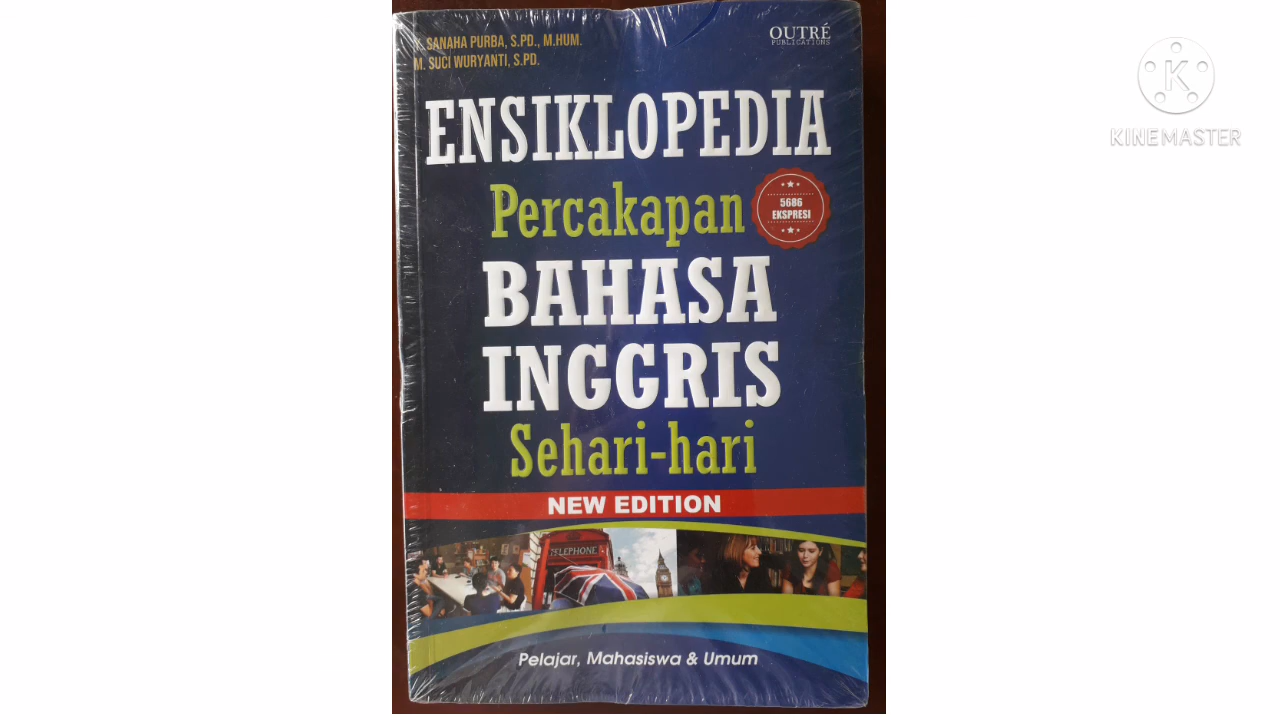 Y. SANAHA PURBA, S.PD., M.HUM.
M. SUCI WURYANTI, S.PD.
OUTRÉ
PUBLICATIONS
ENSIKLOPEDIA
Percakapan
5686
EKSPRESI
BAHASA
INGGRIS
Sehari-hari
NEW EDITION
TELEPHONE
Pelajar, Mahasiswa & Umum
K
KINEMASTER